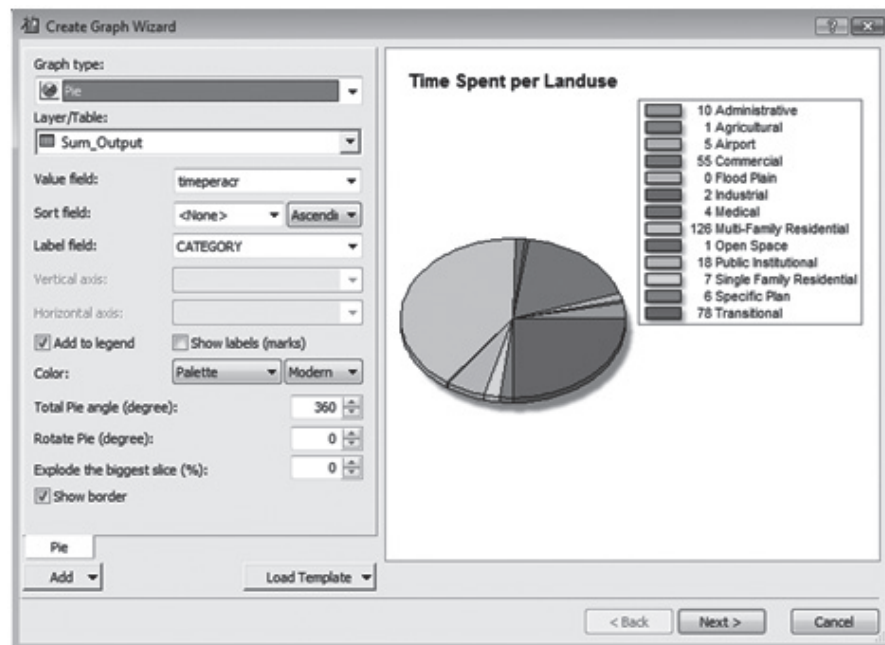 Create Graph Wizard
Graph type:
Pie
Layer/Table:
Sum_Output
Value field:
timeperacr
Sort field:
<None>
Ascendi
Label field:
CATEGORY
Vertical axis:
Horizontal axis:
Add to legend
Show labels (marks)
Color:
Palette
Modern
Total Pie angle (degree):
360
Rotate Pie (degree):
0
Explode the biggest slice (%):
0
Show border
Pie
Add
Load Template
Time Spent per Landuse
10 Administrative
1 Agricultural
5 Airport
55 Commercial
0 Flood Plain
2 Industrial
4 Medical
126 Multi-Family Residential
1 Open Space
18 Public Institutional
7 Single Family Residential
6 Specific Plan
78 Transitional
< Back
Next >
Cancel